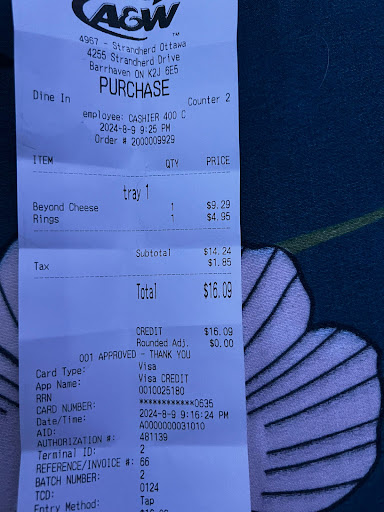 A&W
4967 - Strandherd Ottawa
4255 Strandherd Drive
Barrhaven ON K2J 6E5
PURCHASE
Dine In Counter 2
employee: CASHIER 400 C
2024-8-9 9:25 PM
Order # 2000009929
ITEM QTY PRICE
tray 1
Beyond Cheese 1 $9.29
Rings 1 $4.95
Subtotal $14.24
Tax $1.85
Total $16.09
CREDIT $16.09
Rounded Adj. $0.00
001 APPROVED - THANK YOU
Card Type: Visa
App Name: Visa CREDIT
RRN 0010025180
CARD NUMBER: ************0635
Date/Time: 2024-8-9 9:16:24 PM
AID: A0000000031010
AUTHORIZATION #: 481139
Terminal ID: 2
REFERENCE/INVOICE #: 66
BATCH NUMBER: 2
TCD: 0124
Entry Method: Tap